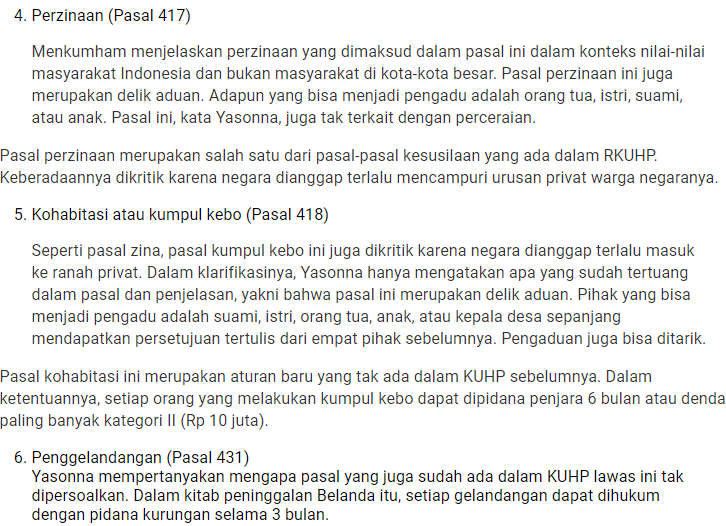 4. Perzinaan (Pasal 417)
Menkumham menjelaskan perzinaan yang dimaksud dalam pasal ini dalam konteks nilai-nilai
masyarakat Indonesia dan bukan masyarakat di kota-kota besar. Pasal perzinaan ini juga
merupakan delik aduan. Adapun yang bisa menjadi pengadu adalah orang tua, istri, suami,
atau anak. Pasal ini, kata Yasonna, juga tak terkait dengan perceraian.
Pasal perzinaan merupakan salah satu dari pasal-pasal kesusilaan yang ada dalam RKUHP.
Keberadaannya dikritik karena negara dianggap terlalu mencampuri urusan privat warga negaranya.
5. Kohabitasi atau kumpul kebo (Pasal 418)
Seperti pasal zina, pasal kumpul kebo ini juga dikritik karena negara dianggap terlalu masuk
ke ranah privat. Dalam klarifikasinya, Yasonna hanya mengatakan apa yang sudah tertuang
dalam pasal dan penjelasan, yakni bahwa pasal ini merupakan delik aduan. Pihak yang bisa
menjadi pengadu adalah suami, istri, orang tua, anak, atau kepala desa sepanjang
mendapatkan persetujuan tertulis dari empat pihak sebelumnya. Pengaduan juga bisa ditarik.
Pasal kohabitasi ini merupakan aturan baru yang tak ada dalam KUHP sebelumnya. Dalam
ketentuannya, setiap orang yang melakukan kumpul kebo dapat dipidana penjara 6 bulan atau denda
paling banyak kategori II (Rp 10 juta).
6. Penggelandangan (Pasal 431)
Yasonna mempertanyakan mengapa pasal yang juga sudah ada dalam KUHP lawas ini tak
dipersoalkan. Dalam kitab peninggalan Belanda itu, setiap gelandangan dapat dihukum
dengan pidana kurungan selama 3 bulan.